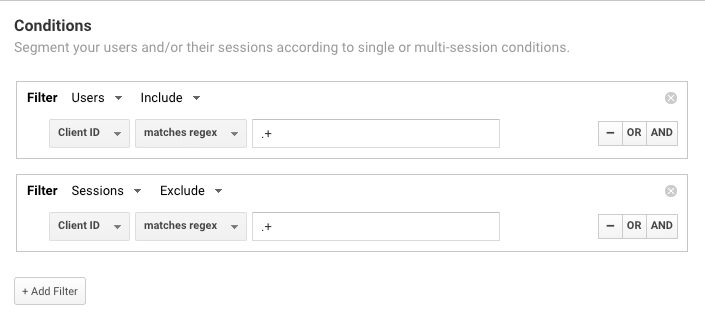 Conditions
Segment your users and/or their sessions according to single or multi-session conditions.
Filter Users Include
Client ID matches regex .+ – OR AND
Filter Sessions Exclude
Client ID matches regex .+ – OR AND
+ Add Filter